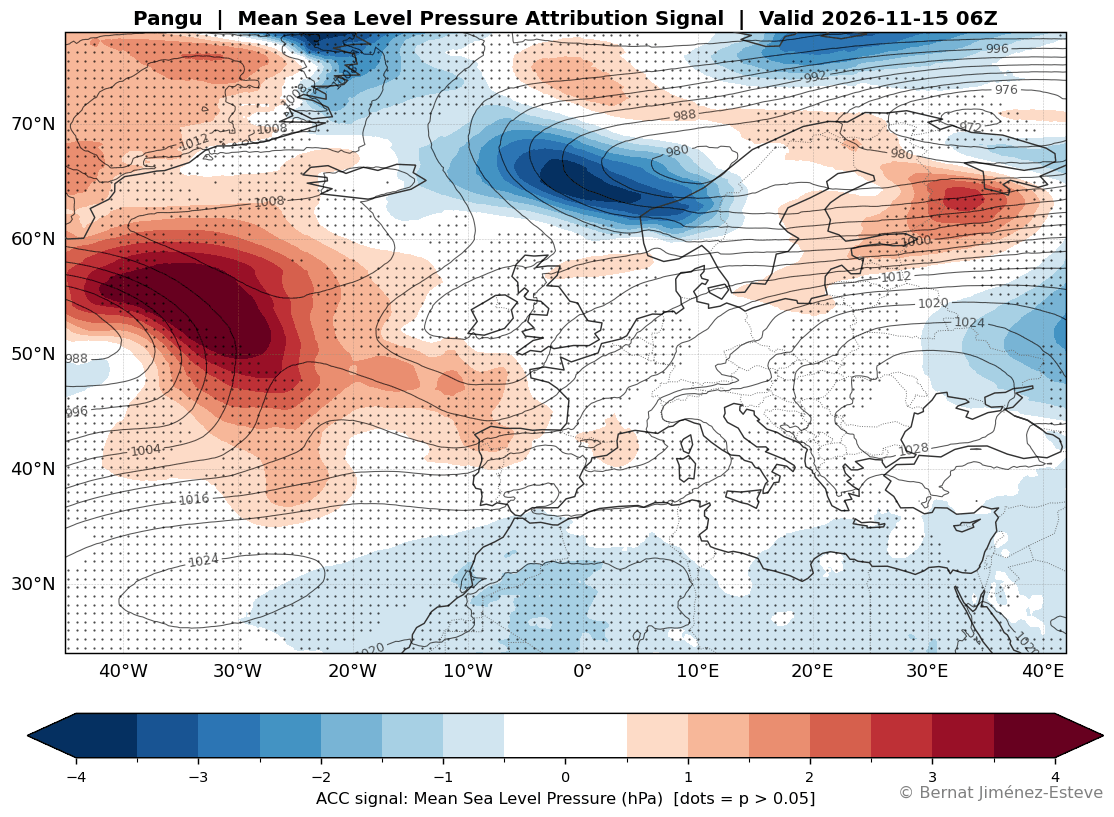 Pangu | Mean Sea Level Pressure Attribution Signal | Valid 2026-11-15 06Z
996
992
976
1008
1008
988
1008
972
70°N
1012
980
980
1008
60°N
1000
1012
1020
1024
50°N
988
996
1004
1028
40°N
1016
1024
30°N
1020
40°W 30°W 20°W 10°W 0° 10°E 20°E 30°E 40°E
−4 −3 −2 −1 0 1 2 3 4
ACC signal: Mean Sea Level Pressure (hPa) [dots = p > 0.05]
© Bernat Jiménez-Esteve